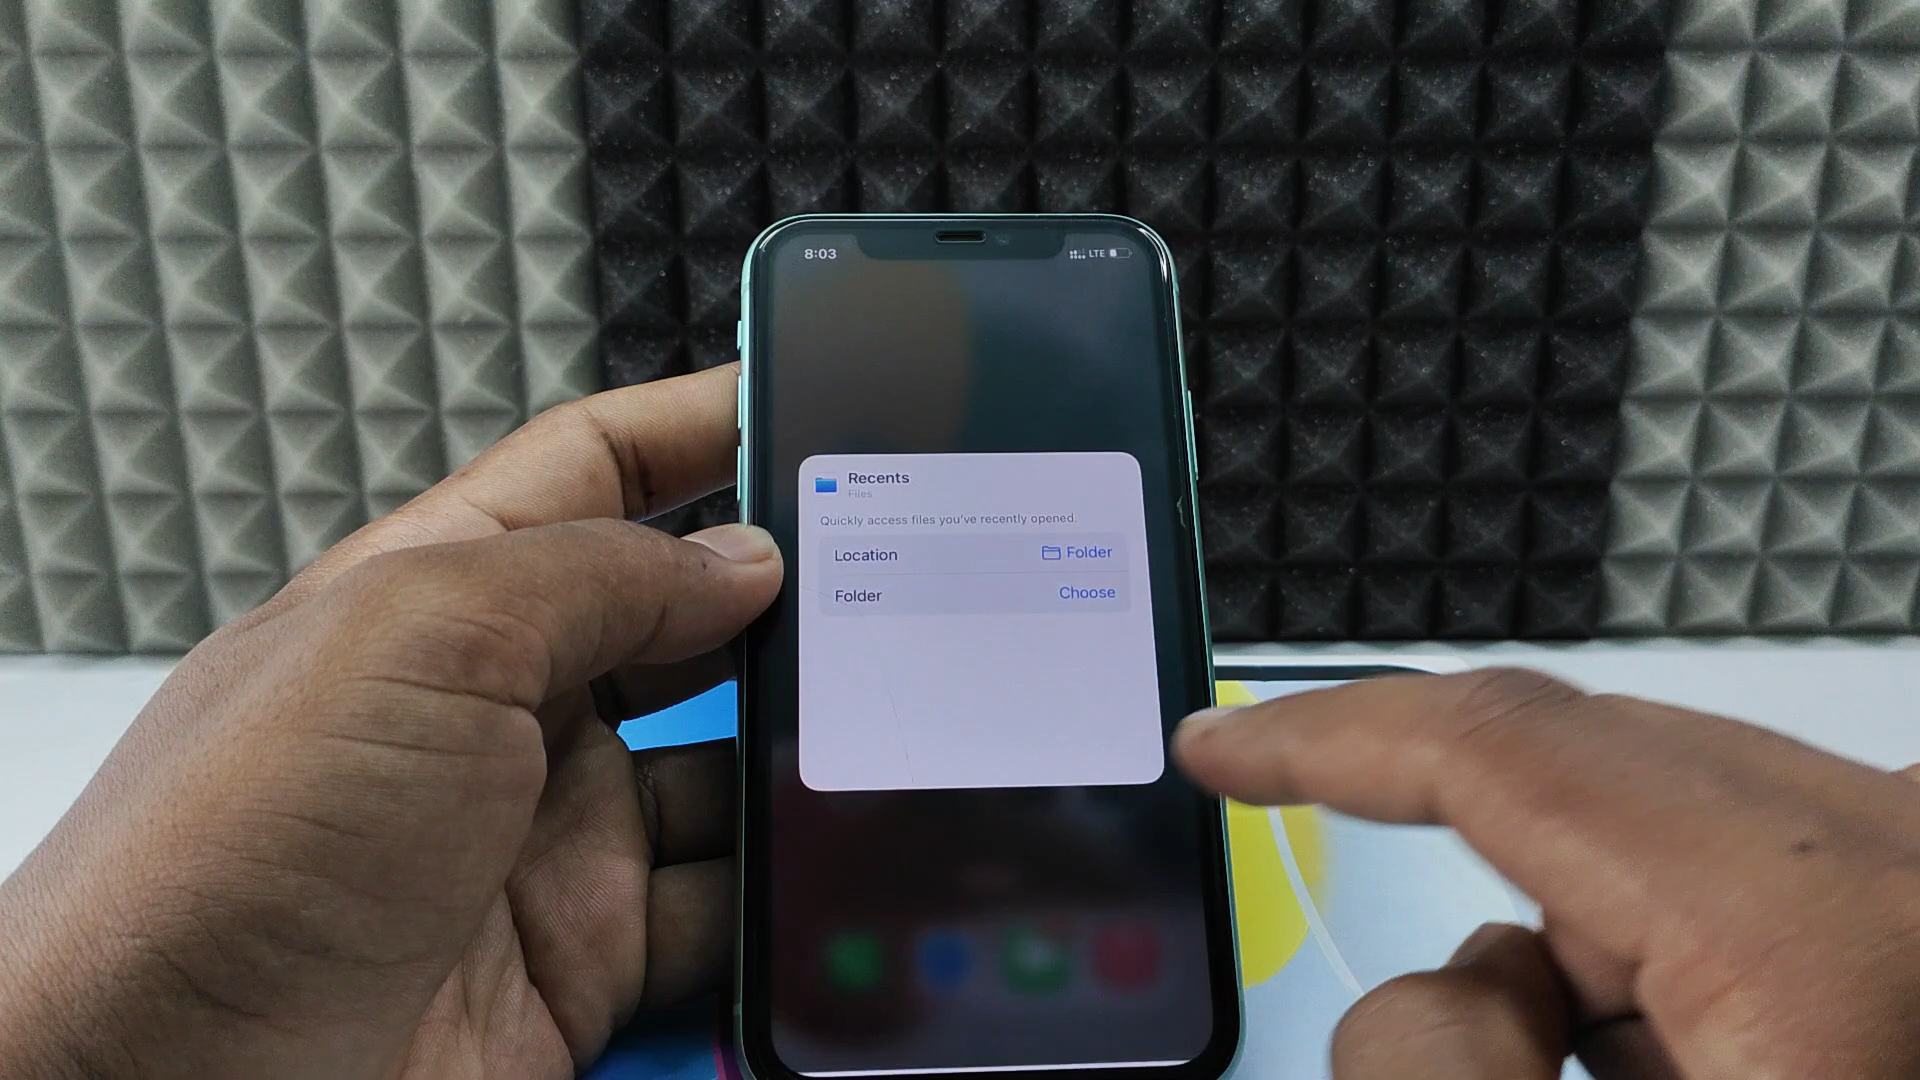 8:03
LTE
Recents
Files
Quickly access files you've recently opened.
Location
Folder
Folder
Choose